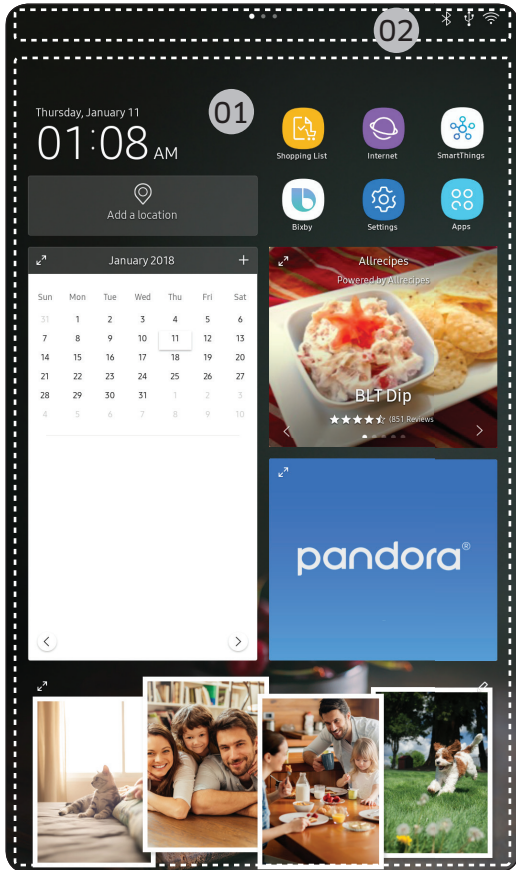 02
01
Thursday, January 11
01:08 AM
Add a location
Shopping List
Internet
SmartThings
Bixby
Settings
Apps
January 2018 +
Sun Mon Tue Wed Thu Fri Sat
31 1 2 3 4 5 6
7 8 9 10 11 12 13
14 15 16 17 18 19 20
21 22 23 24 25 26 27
28 29 30 31 1 2 3
4 5 6 7 8 9 10
Allrecipes
Powered by Allrecipes.
BLT Dip
(851 Reviews
pandora®